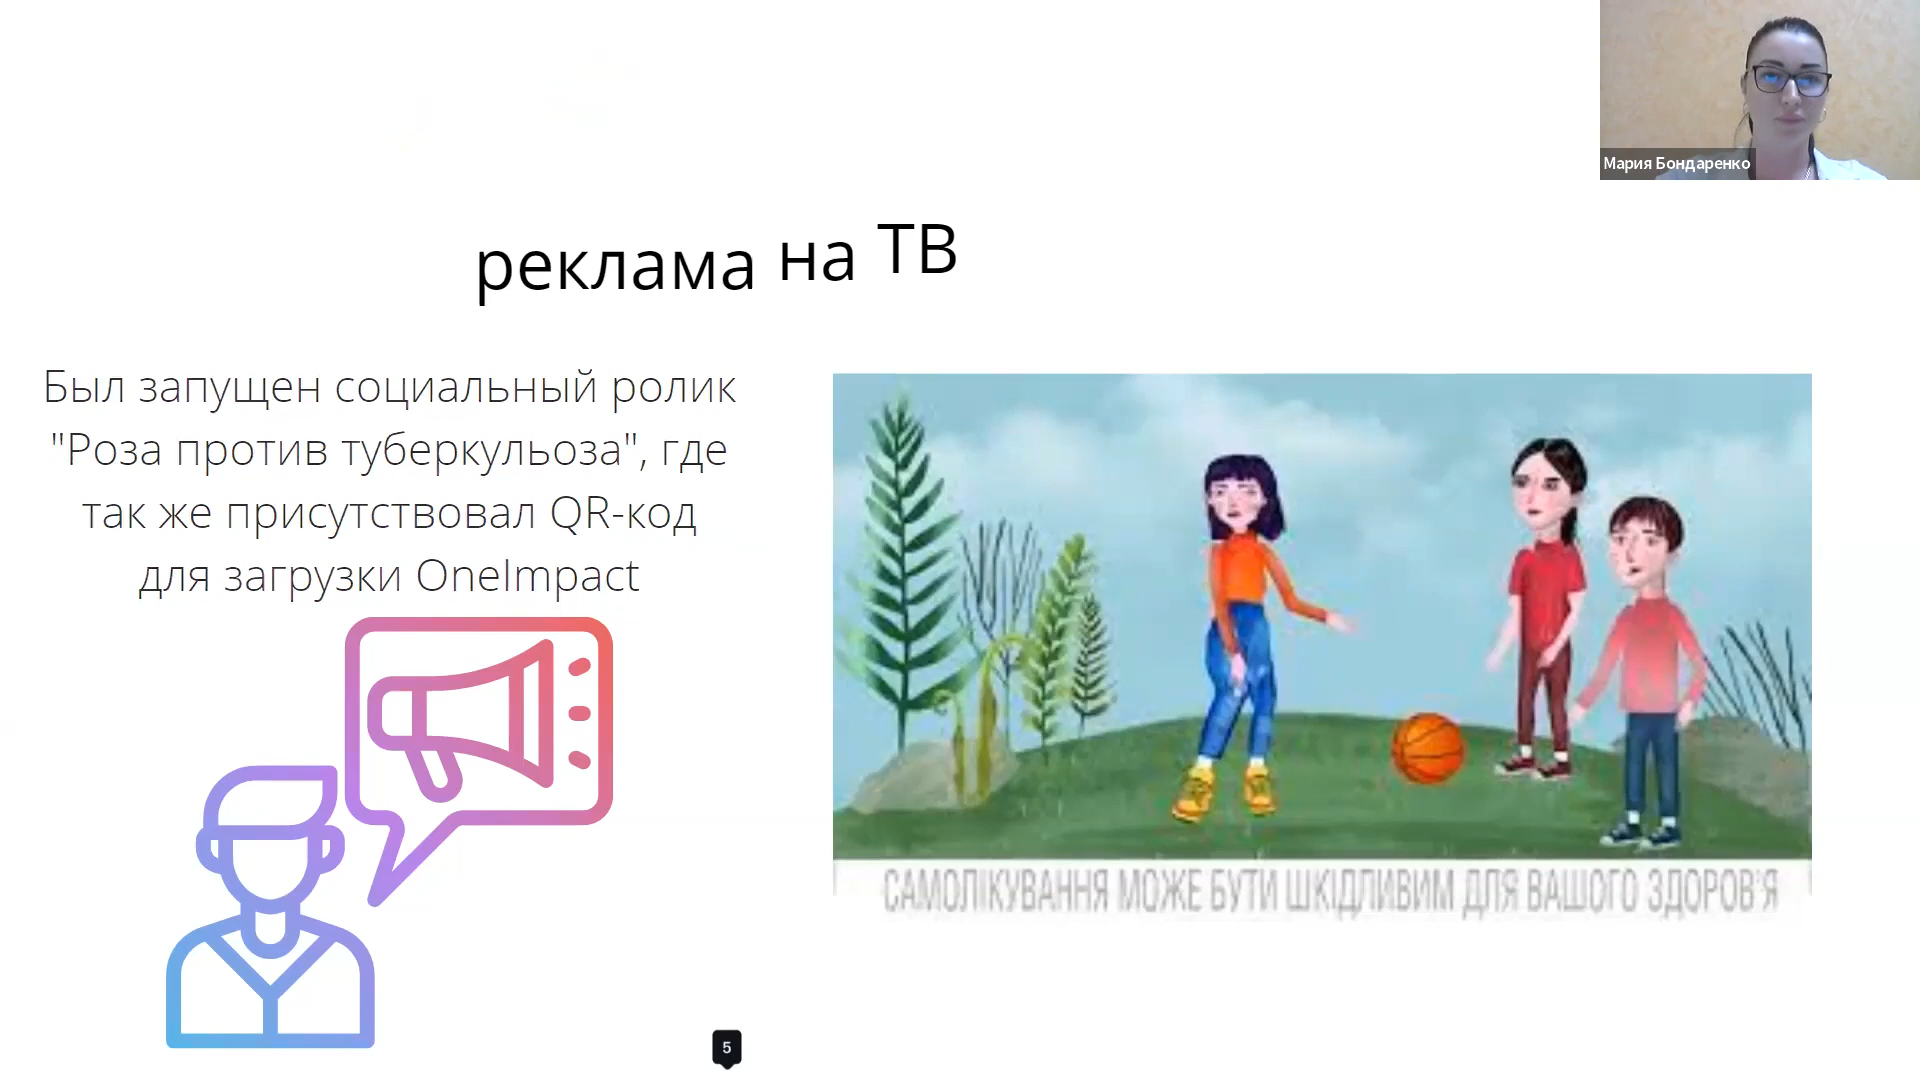 Мария Бондаренко
реклама на ТВ
Был запущен социальный ролик
"Роза против туберкульоза", где
так же присутствовал QR-код
для загрузки OneImpact
САМОЛІКУВАННЯ МОЖЕ БУТИ ШКІДЛИВИМ ДЛЯ ВАШОГО ЗДОРОВ'Я
5